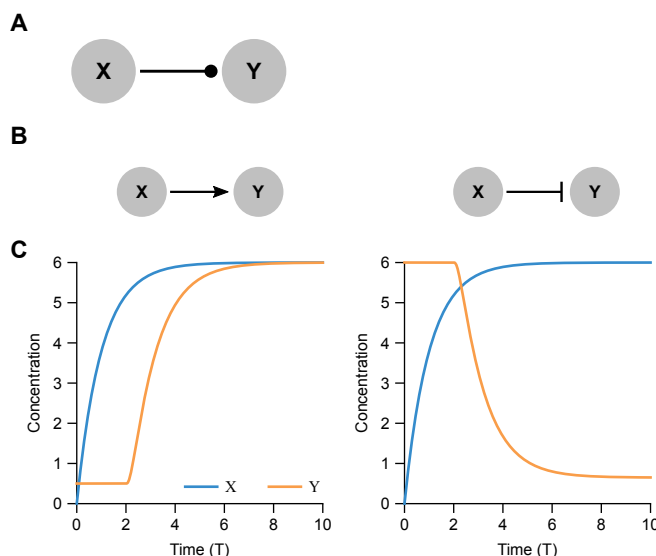 A
X Y
B
X Y X Y
C
6 6
5 5
4 4
3 3
2 2
1 1
0 0
Concentration Concentration
X Y
0 2 4 6 8 10 0 2 4 6 8 10
Time (T) Time (T)